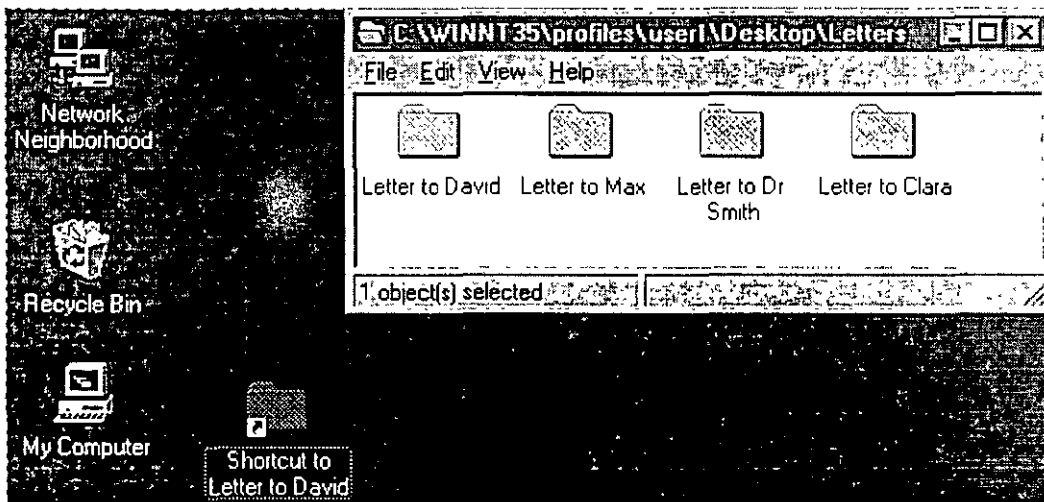 C:\WINNT35\profiles\user1\Desktop\Letters
File Edit View Help
Network
Neighborhood
Letter to David
Letter to Max
Letter to Dr
Smith
Letter to Clara
Recycle Bin
1 object(s) selected
My Computer
Shortcut to
Letter to David